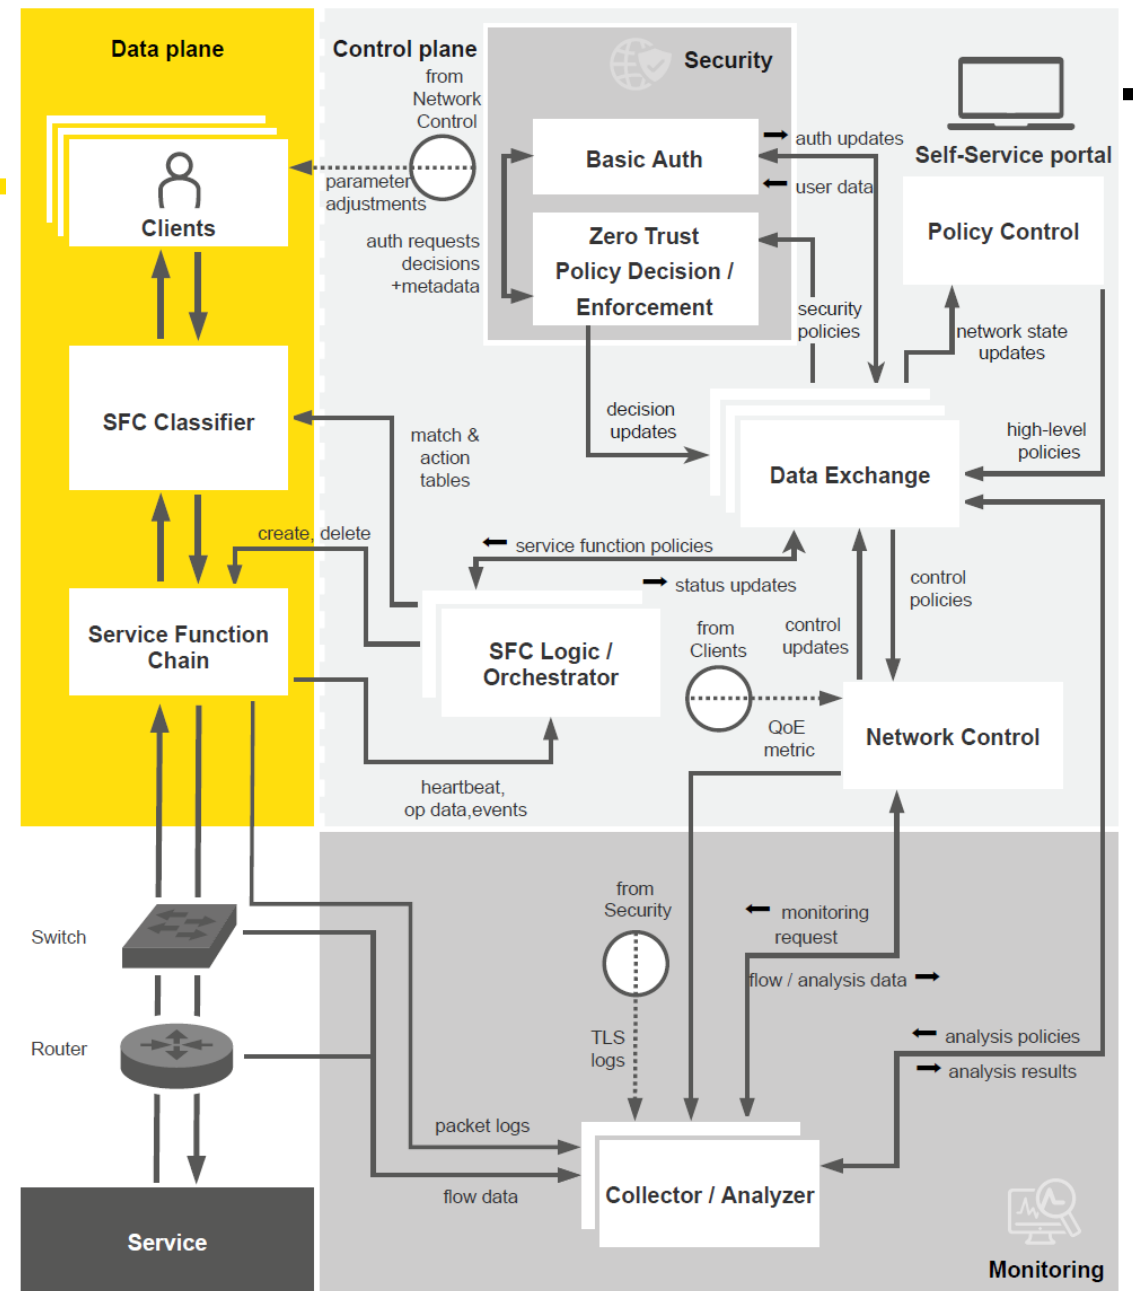 Data plane
Control plane
Security
from
Network
Control
Basic Auth
auth updates
user data
Self-Service portal
Clients
parameter
adjustments
auth requests
decisions
+metadata
Zero Trust
Policy Decision /
Enforcement
Policy Control
security
policies
network state
updates
SFC Classifier
match &
action
tables
decision
updates
high-level
policies
Data Exchange
create, delete
service function policies
status updates
control
policies
Service Function
Chain
SFC Logic /
Orchestrator
from
Clients
control
updates
QoE
metric
Network Control
heartbeat,
op data,events
from
Security
monitoring
request
flow / analysis data
Switch
Router
TLS
logs
analysis policies
analysis results
packet logs
flow data
Collector / Analyzer
Service
Monitoring